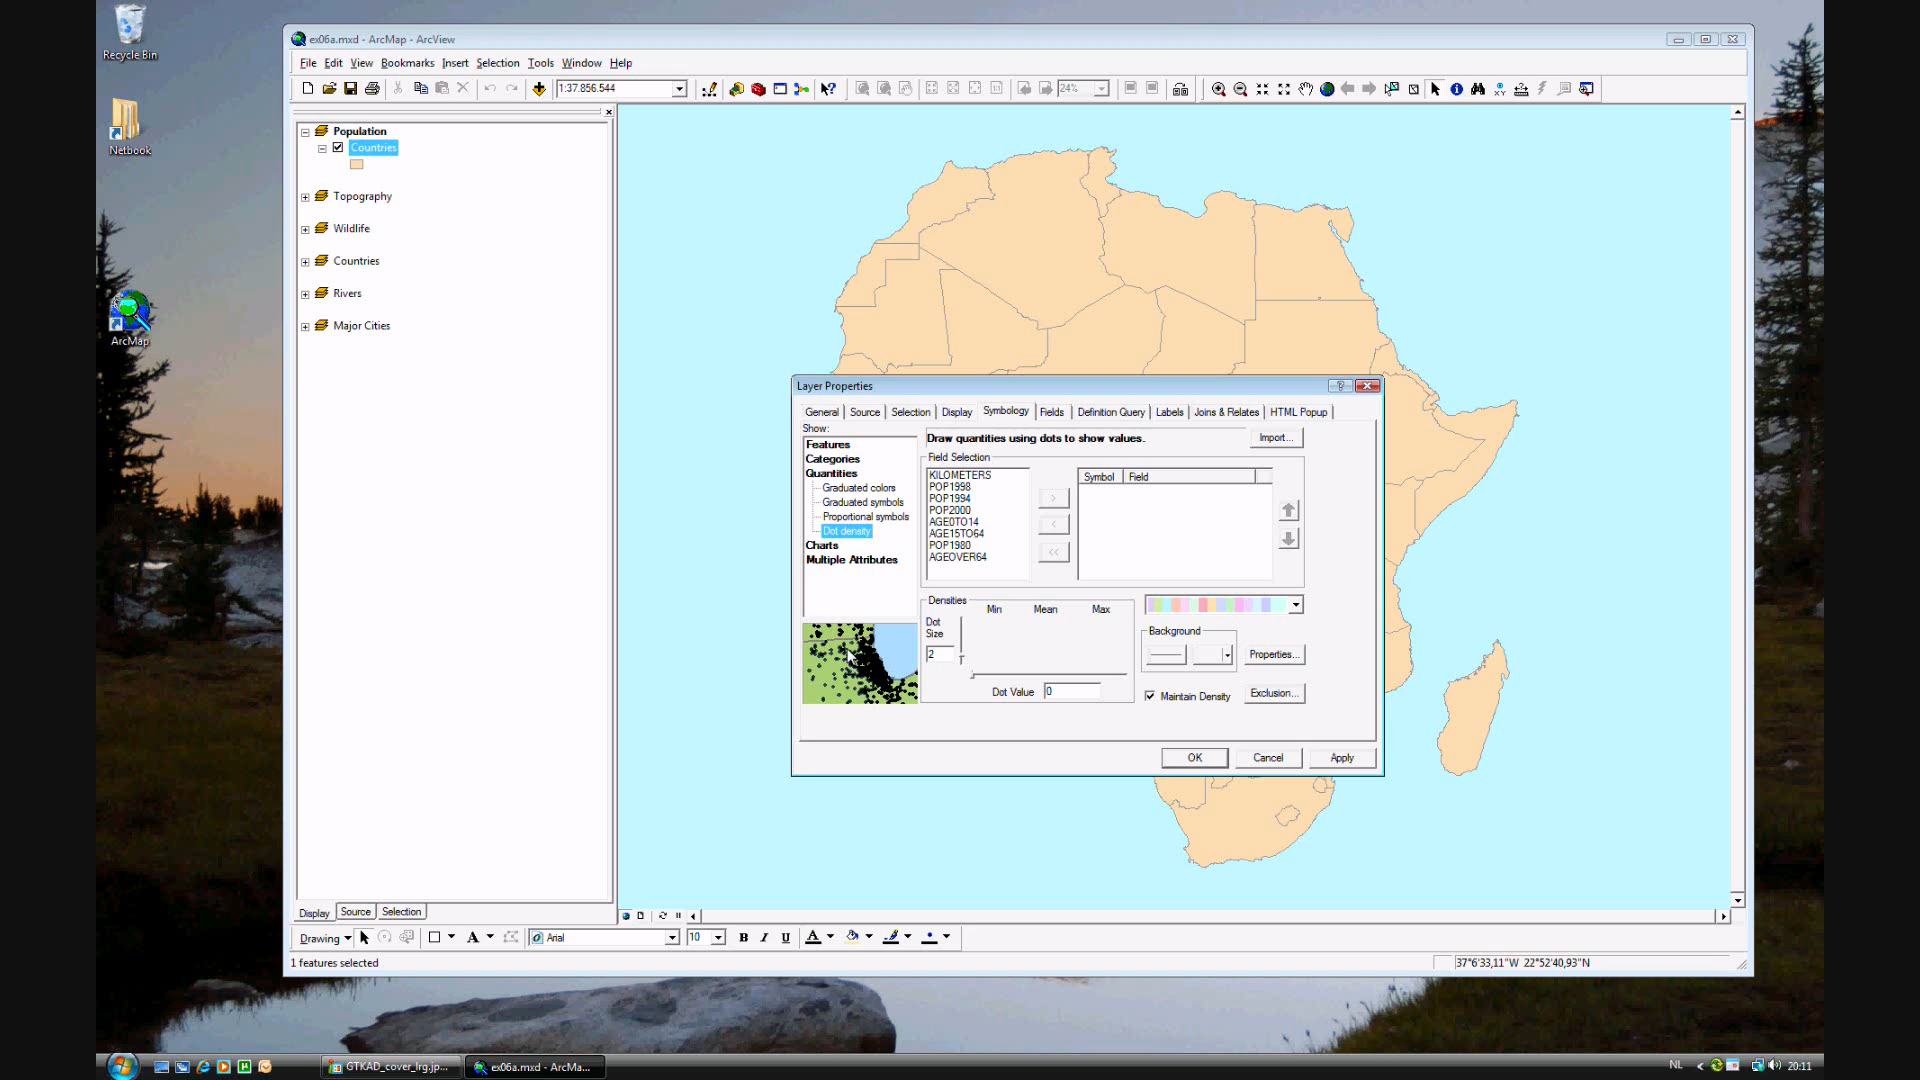 Recycle Bin
Netbook
ArcMap
ex06a.mxd - ArcMap - ArcView
File Edit View Bookmarks Insert Selection Tools Window Help
1:37.856.544
24%
Population
Countries
Topography
Wildlife
Countries
Rivers
Major Cities
Layer Properties
General Source Selection Display Symbology Fields Definition Query Labels Joins & Relates HTML Popup
Show:
Features
Categories
Quantities
Graduated colors
Graduated symbols
Proportional symbols
Dot density
Charts
Multiple Attributes
Draw quantities using dots to show values.
Import...
Field Selection
KILOMETERS
POP1998
POP1994
POP2000
AGE0TO14
AGE15TO64
POP1980
AGEOVER64
>
<
<<
Symbol Field
Densities
Min Mean Max
Dot
Size
2
Dot Value 0
Background
Properties...
Maintain Density
Exclusion...
OK Cancel Apply
Display Source Selection
Drawing
A
Arial
10
B I U A
1 features selected
37°6'33,11"W 22°52'40,93"N
GTKAD_cover_lrg.jp...
ex06a.mxd - ArcMa...
NL
20:11